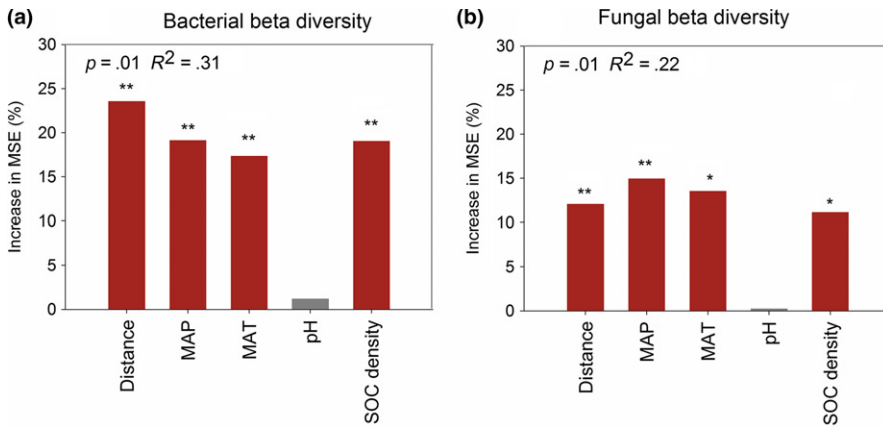 (a) Bacterial beta diversity
p = .01 R2 = .31
Increase in MSE (%)
30
25
20
15
10
5
0
**
**
**
**
Distance
MAP
MAT
pH
SOC density
(b) Fungal beta diversity
p = .01 R2 = .22
Increase in MSE (%)
30
25
20
15
10
5
0
**
**
*
*
Distance
MAP
MAT
pH
SOC density